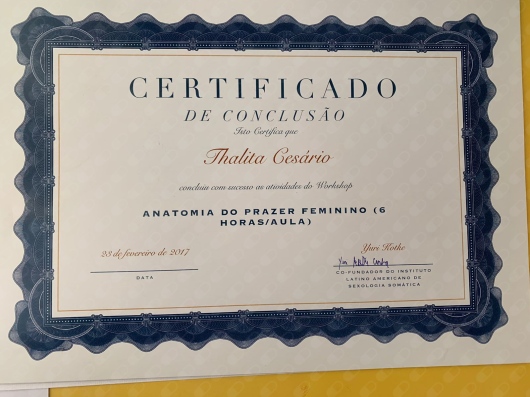 CERTIFICADO
DE CONCLUSÃO
Isto Certifica que
Thalita Cesário
concluiu com sucesso as atividades do Workshop
ANATOMIA DO PRAZER FEMININO (6
HORAS/AULA)
23 de fevereiro de 2017
DATA
Yuri Kotke
CO-FUNDADOR DO INSTITUTO
LATINO AMERICANO DE
SEXOLOGIA SOMÁTICA